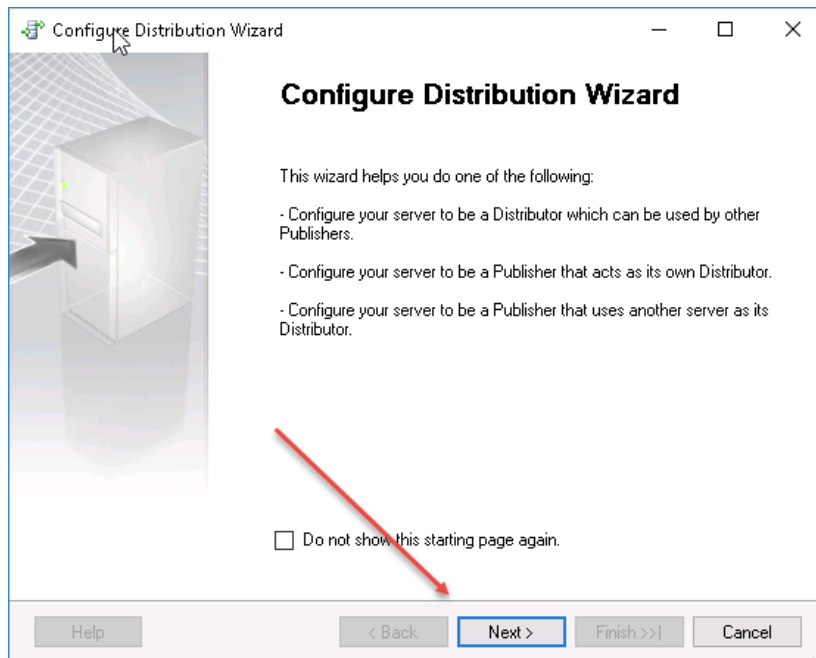 Configure Distribution Wizard
Configure Distribution Wizard
This wizard helps you do one of the following:
- Configure your server to be a Distributor which can be used by other
Publishers.
- Configure your server to be a Publisher that acts as its own Distributor.
- Configure your server to be a Publisher that uses another server as its
Distributor.
Do not show this starting page again.
Help
< Back
Next >
Finish >>|
Cancel